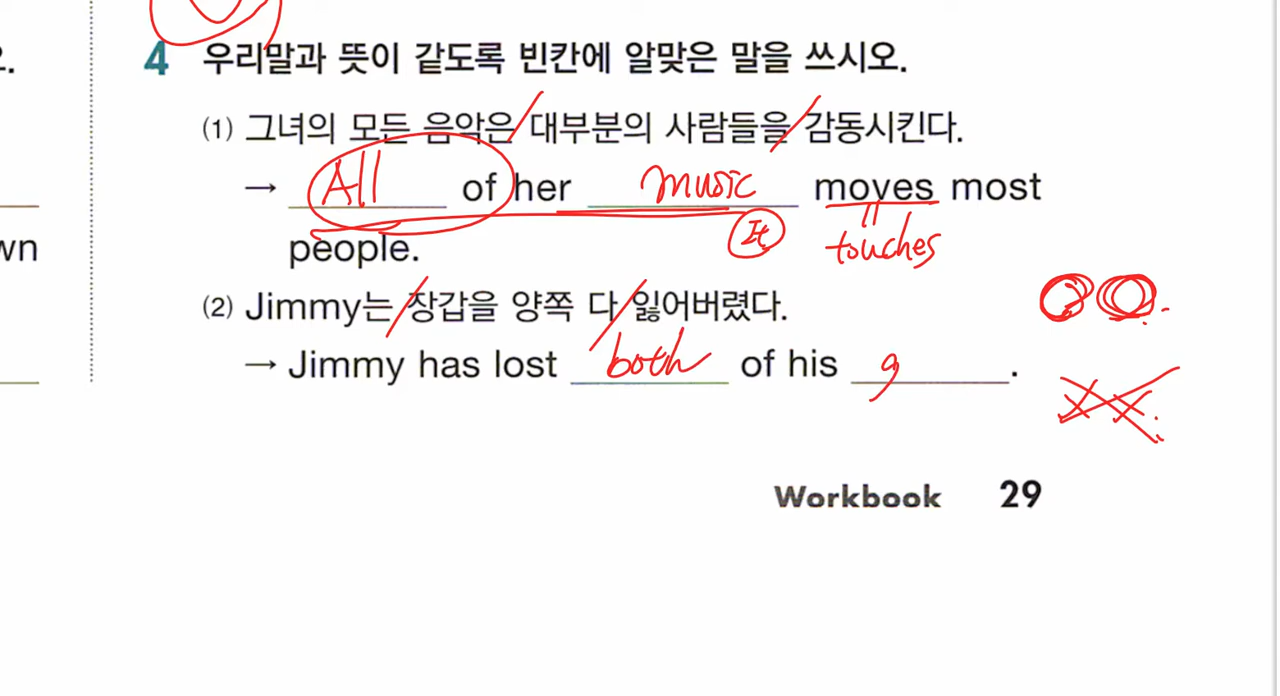 4 우리말과 뜻이 같도록 빈칸에 알맞은 말을 쓰시오.
(1) 그녀의 모든 음악은 / 대부분의 사람들을 / 감동시킨다.
→ All of her music moves most
It
touches
people.
(2) Jimmy는 / 장갑을 양쪽 다 / 잃어버렸다.
→ Jimmy has lost both of his g.
wn
Workbook 29